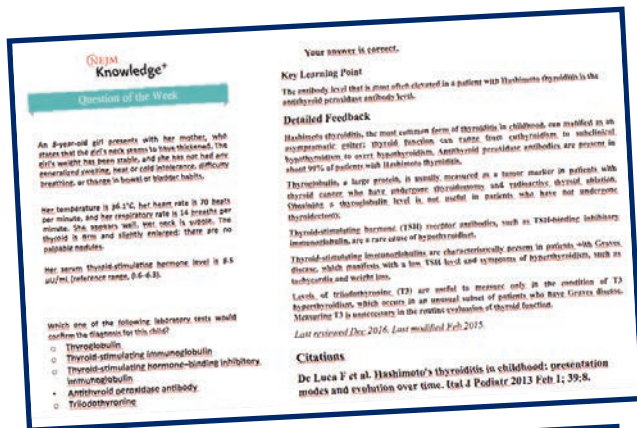 NEJM
Knowledge+
Question of the Week
An 8-year-old girl presents with her mother, who
states that the girl's neck seems to have thickened. The
girl's weight has been stable, and she has not had any
generalized swelling, heat or cold intolerance, difficulty
breathing, or change in bowel or bladder habits.
Her temperature is 36.1°C, her heart rate is 70 beats
per minute, and her respiratory rate is 14 breaths per
minute. She appears well. Her neck is supple. The
thyroid is firm and slightly enlarged; there are no
palpable nodules.
Her serum thyroid-stimulating hormone level is
μU/mL (reference range, 0.6–6.3).
Which one of the following laboratory tests would
confirm the diagnosis for this child?
Thyroglobulin
Thyroid-stimulating immunoglobulin
Thyroid-stimulating hormone–binding inhibitory
immunoglobulin
Antithyroid peroxidase antibody
Triiodothyronine
Your answer is correct.
Key Learning Point
The antibody level that is most often elevated in a patient with Hashimoto thyroiditis is the
antithyroid peroxidase antibody level.
Detailed Feedback
Hashimoto thyroiditis, the most common form of thyroiditis in childhood, can manifest as an
asymptomatic goiter; thyroid function can range from euthyroidism to subclinical
hypothyroidism to overt hypothyroidism. Antithyroid peroxidase antibodies are present in
about 90% of patients with Hashimoto thyroiditis.
Thyroglobulin, a large protein, is usually measured as a tumor marker in patients with
thyroid cancer who have undergone thyroidectomy and radioactive thyroid ablation.
Obtaining a thyroglobulin level is not useful in patients who have not undergone
thyroidectomy.
Thyroid-stimulating hormone (TSH) receptor antibodies, such as TSH-binding inhibitory
immunoglobulin, are a rare cause of hypothyroidism.
Thyroid-stimulating immunoglobulins are characteristically present in patients with Graves
disease, which manifests with a low TSH level and symptoms of hyperthyroidism, such as
tachycardia and weight loss.
Levels of triiodothyronine (T3) are useful to measure only in the condition of T3
hyperthyroidism, which occurs in an unusual subset of patients who have Graves disease.
Measuring T3 is unnecessary in the routine evaluation of thyroid function.
Last reviewed Dec 2016. Last modified Feb 2015.
Citations
De Luca F et al. Hashimoto's thyroiditis in childhood: presentation
modes and evolution over time. Ital J Pediatr 2013 Feb 1; 39:8.